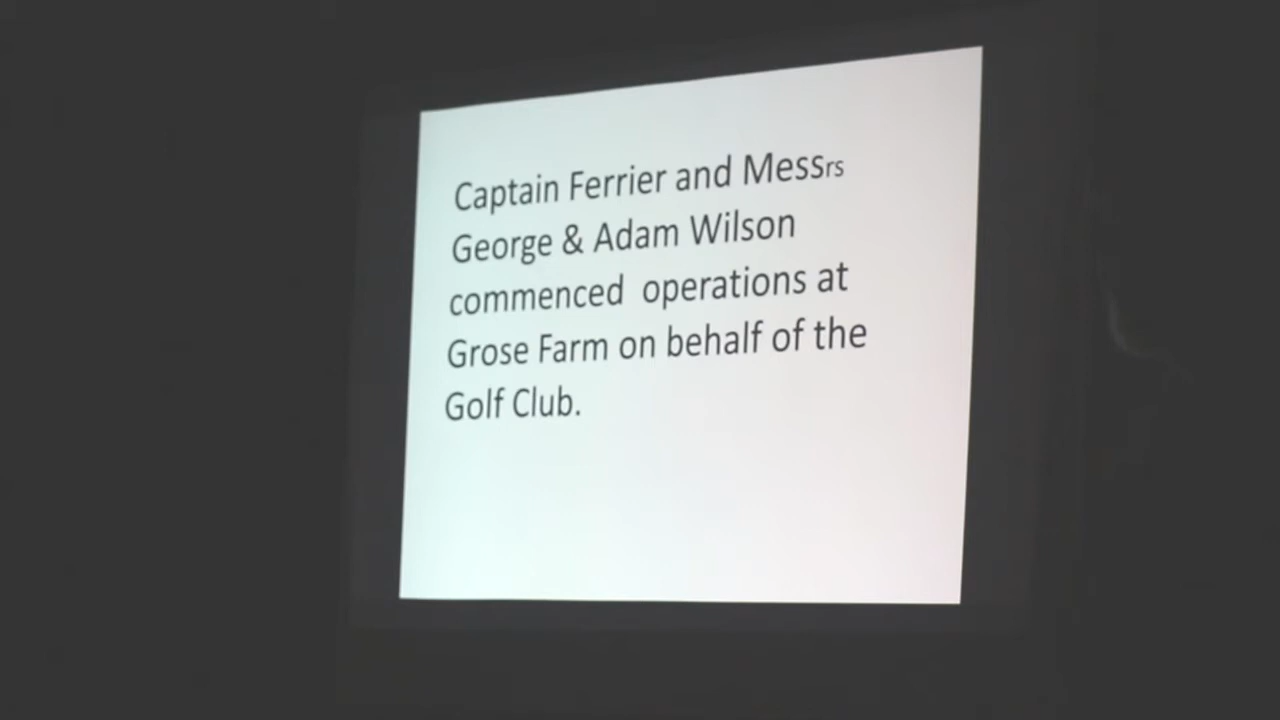 Captain Ferrier and Messrs
George & Adam Wilson
commenced operations at
Grose Farm on behalf of the
Golf Club.